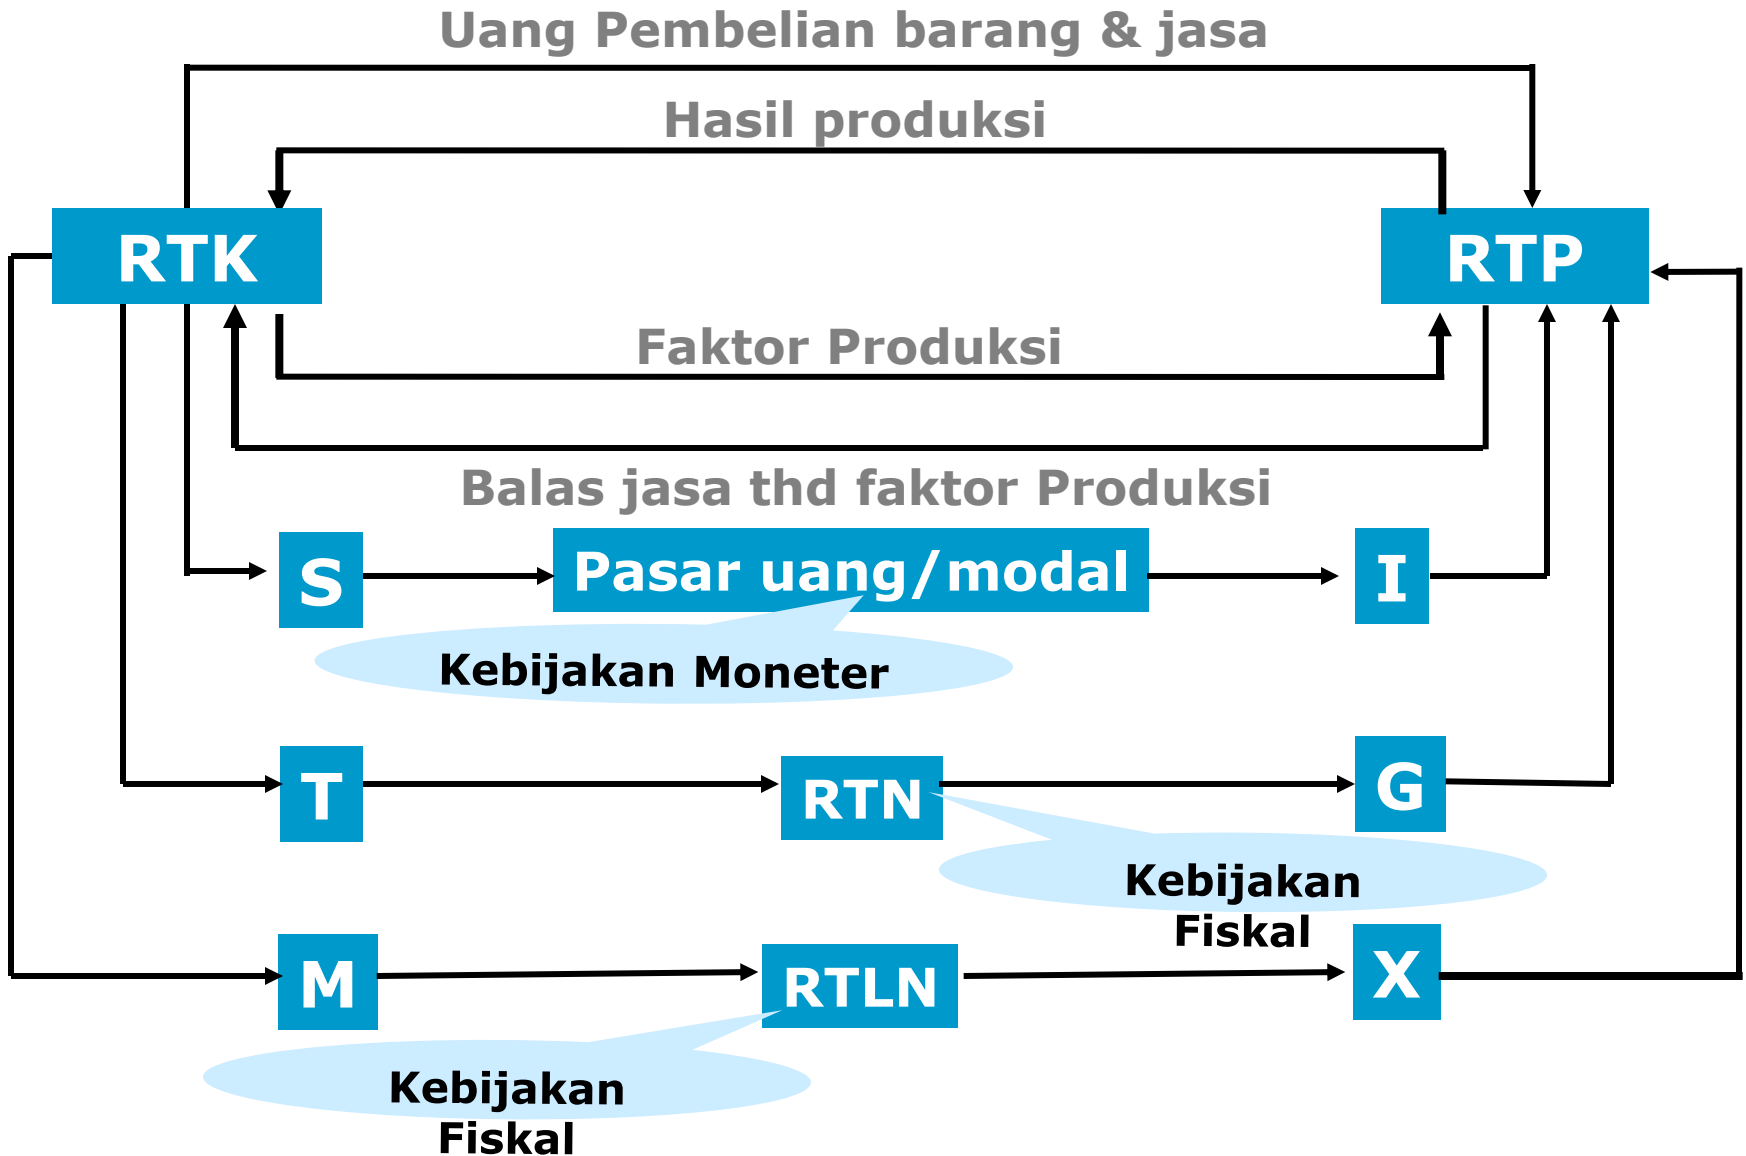 Uang Pembelian barang & jasa
Hasil produksi
RTK
RTP
Faktor Produksi
Balas jasa thd faktor Produksi
S
Pasar uang/modal
I
Kebijakan Moneter
T
RTN
G
Kebijakan
Fiskal
M
RTLN
X
Kebijakan
Fiskal